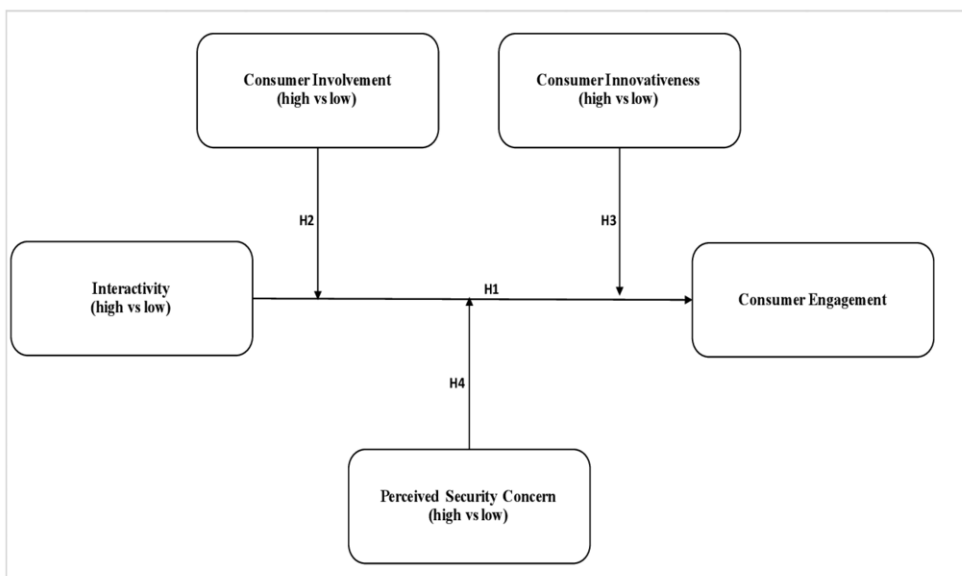 Consumer Involvement
(high vs low)
Consumer Innovativeness
(high vs low)
H2
H3
Interactivity
(high vs low)
H1
Consumer Engagement
H4
Perceived Security Concern
(high vs low)